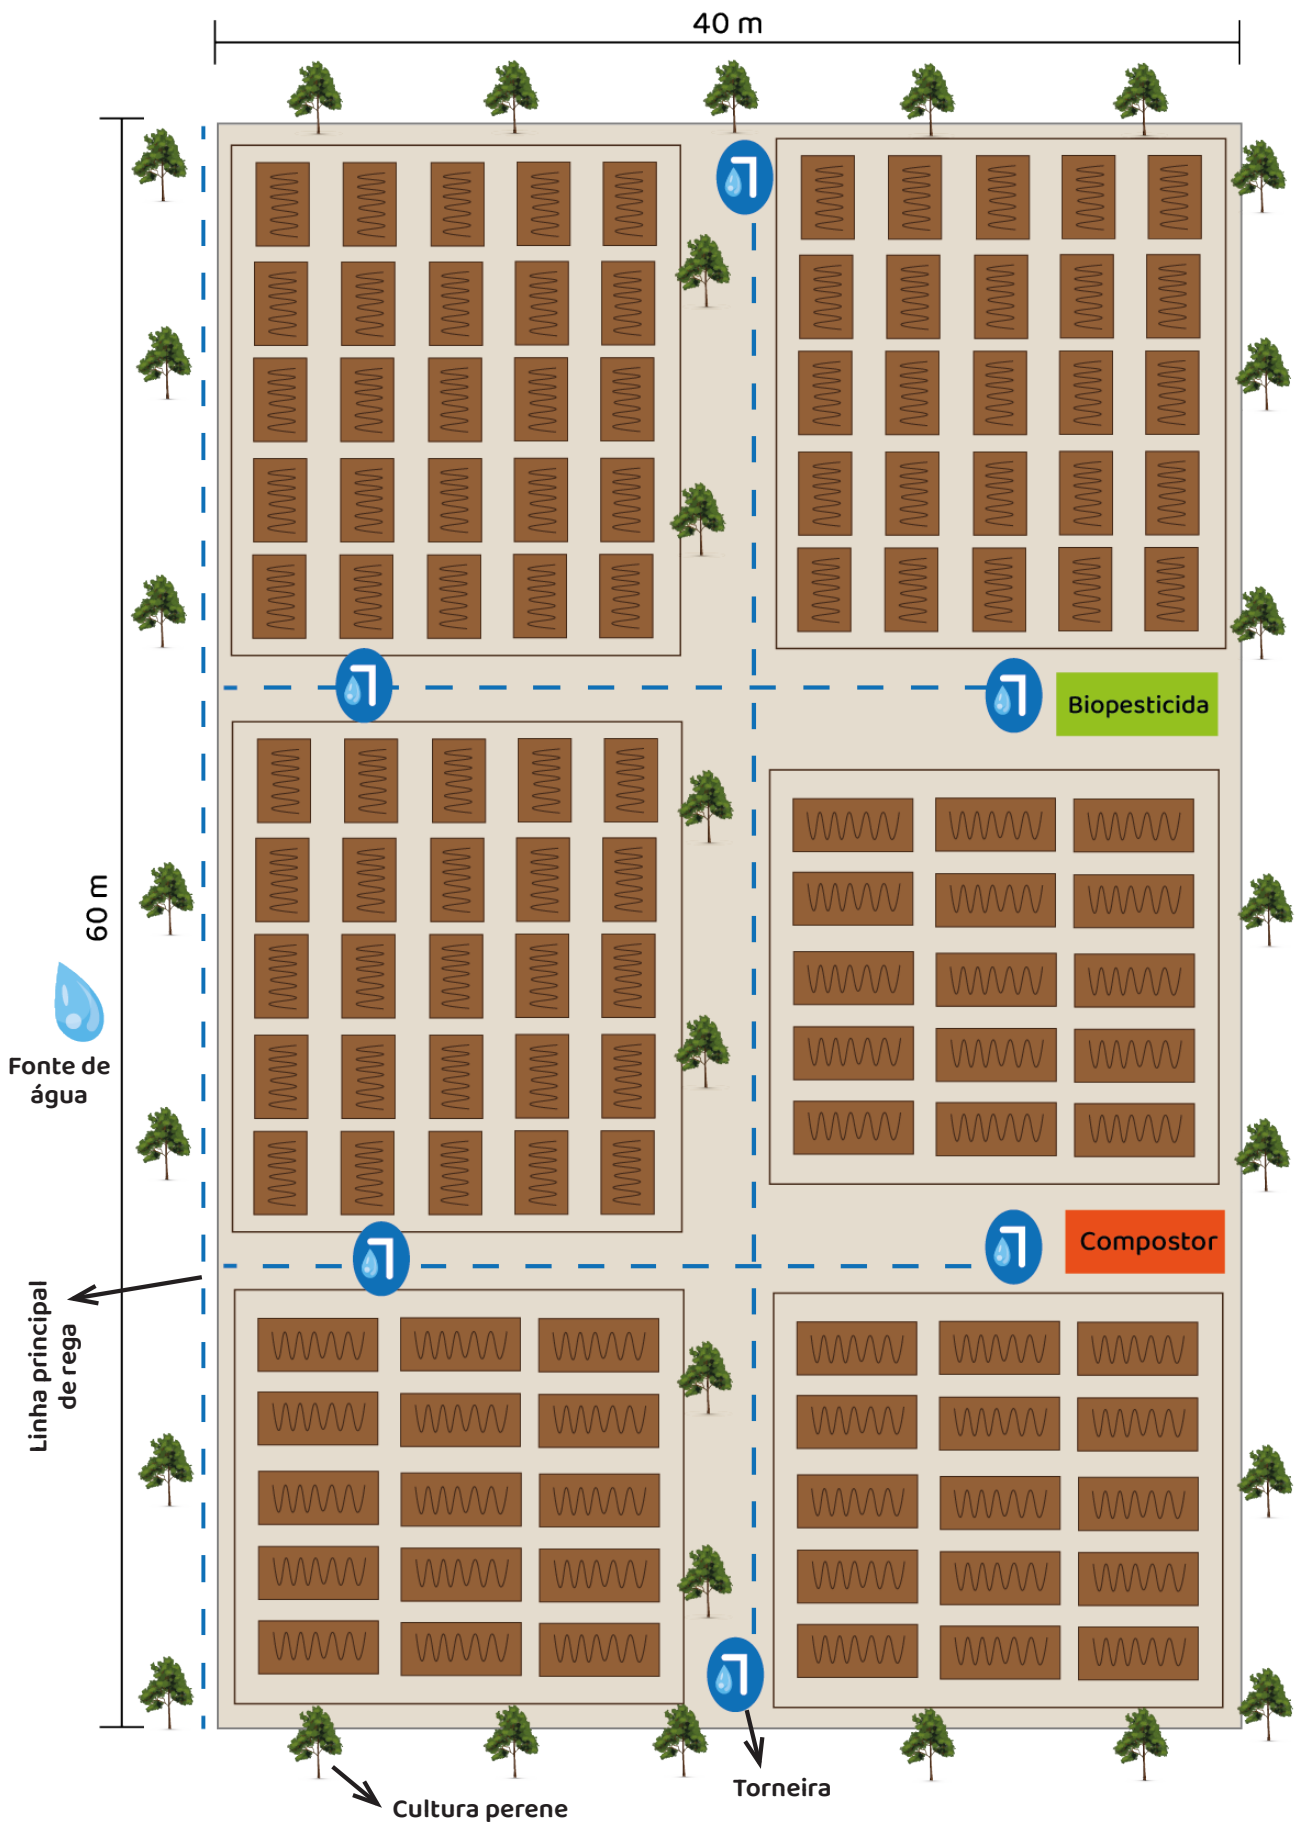 40 m
60 m
Biopesticida
Fonte de
água
Compostor
Linha principal
de rega
Torneira
Cultura perene